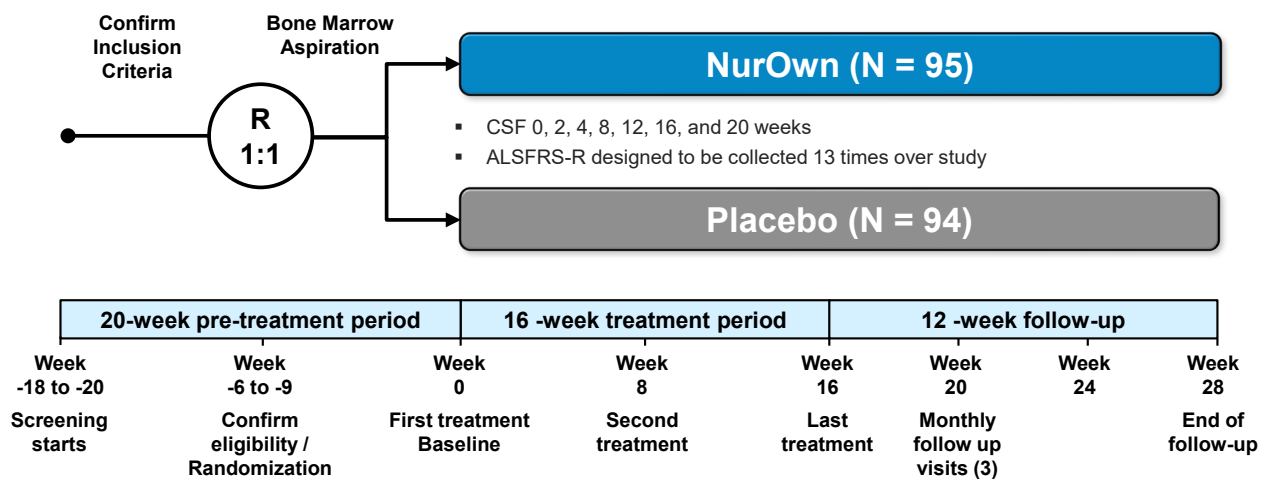 Confirm
Inclusion
Criteria
Bone Marrow
Aspiration
R
1:1
NurOwn (N = 95)
▪ CSF 0, 2, 4, 8, 12, 16, and 20 weeks
▪ ALSFRS-R designed to be collected 13 times over study
Placebo (N = 94)
20-week pre-treatment period
16 -week treatment period
12 -week follow-up
Week
-18 to -20
Screening
starts
Week
-6 to -9
Confirm
eligibility /
Randomization
Week
0
First treatment
Baseline
Week
8
Second
treatment
Week
16
Last
treatment
Week
20
Monthly
follow up
visits (3)
Week
24
Week
28
End of
follow-up